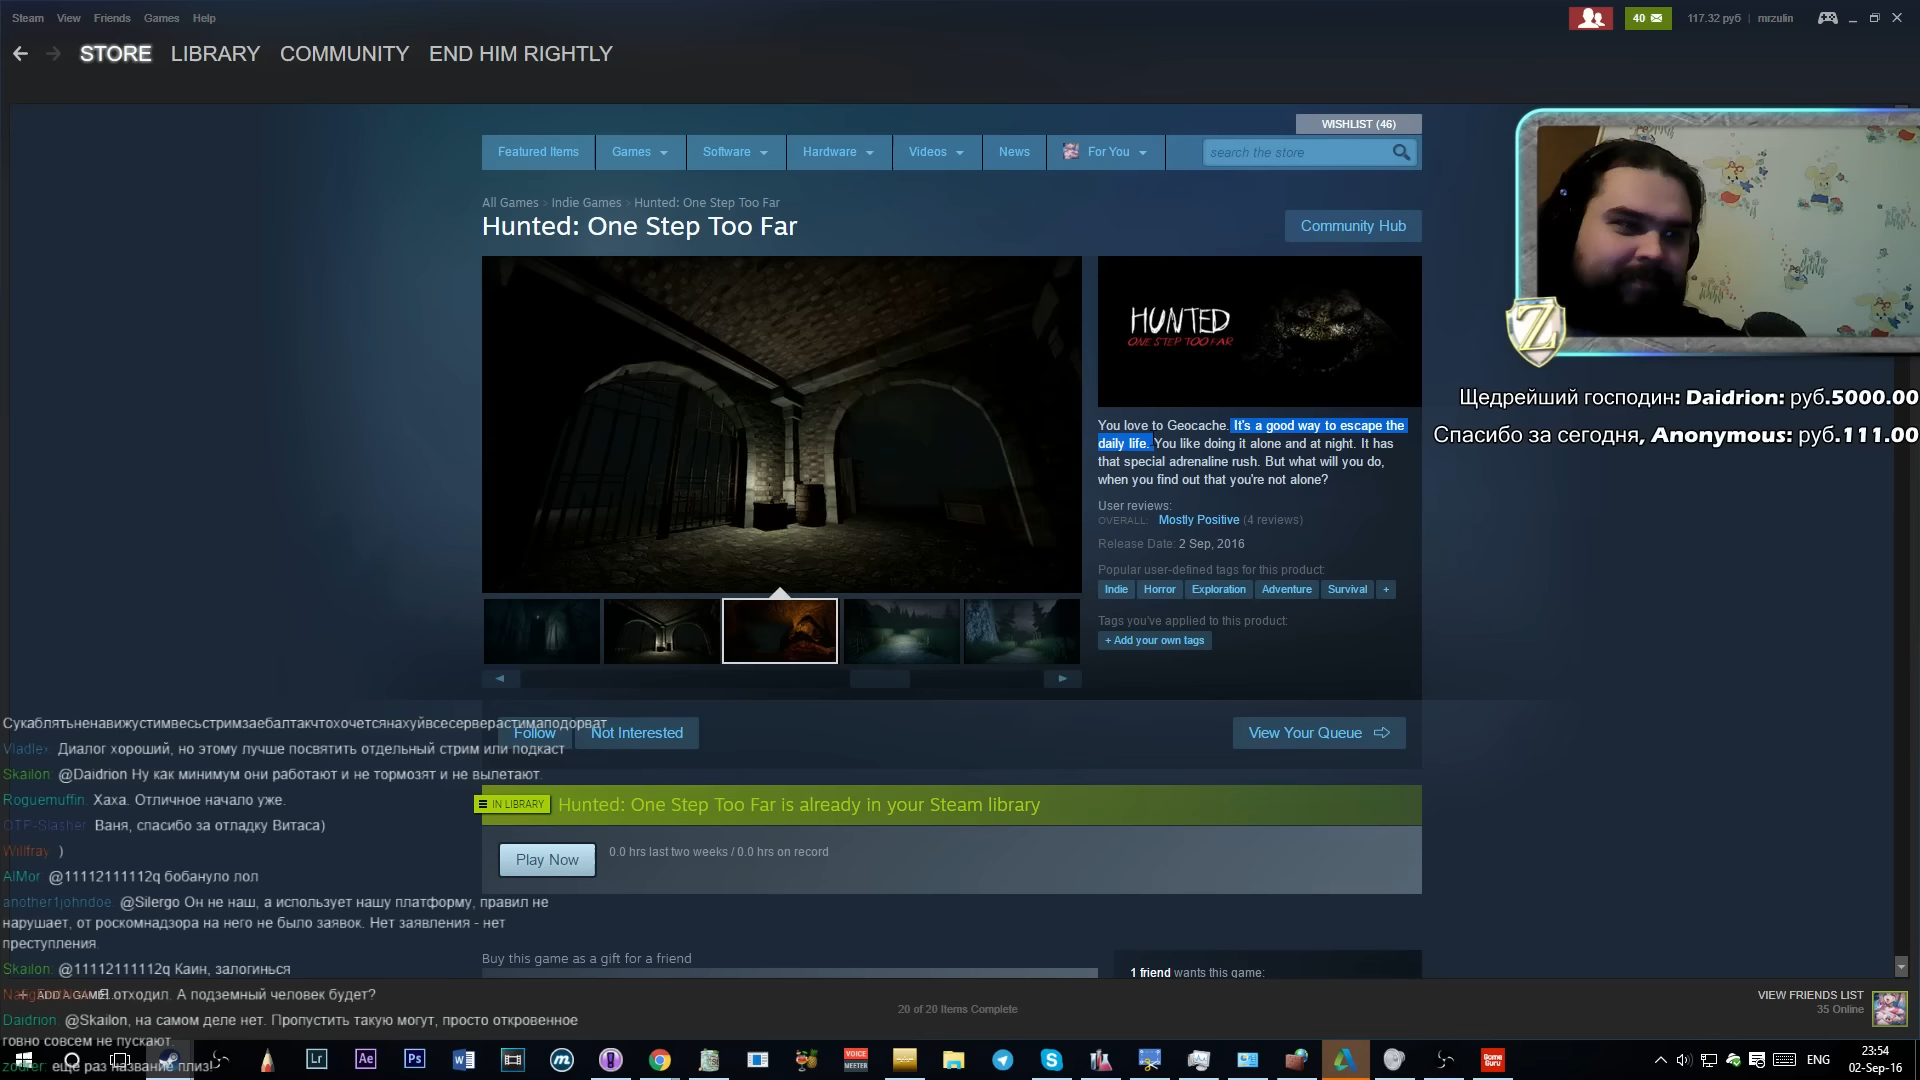 Steam View Friends Games Help
40
117.32 руб | mrzulin
STORE LIBRARY COMMUNITY END HIM RIGHTLY
WISHLIST (46)
Featured Items Games Software Hardware Videos News For You search the store
All Games > Indie Games > Hunted: One Step Too Far
Hunted: One Step Too Far
Community Hub
HUNTED
ONE STEP TOO FAR
Z
Щедрейший господин: Daidrion: руб.5000.00
Спасибо за сегодня, Anonymous: руб.111.00
You love to Geocache. It's a good way to escape the
daily life. You like doing it alone and at night. It has
that special adrenaline rush. But what will you do,
when you find out that you're not alone?
User reviews:
OVERALL: Mostly Positive (4 reviews)
Release Date: 2 Sep, 2016
Popular user-defined tags for this product:
Indie Horror Exploration Adventure Survival +
Tags you've applied to this product:
+ Add your own tags
Follow Not Interested
View Your Queue
IN LIBRARY Hunted: One Step Too Far is already in your Steam library
Play Now 0.0 hrs last two weeks / 0.0 hrs on record
Buy this game as a gift for a friend
1 friend wants this game:
Сукаблятьненавижустимвесьстримзаебалтакчтохочетсянахуйвсесерверастимаподорват
Vladlex: Диалог хороший, но этому лучше посвятить отдельный стрим или подкаст
Skailon: @Daidrion Ну как минимум они работают и не тормозят и не вылетают.
Roguemuffin: Хаха. Отличное начало уже.
OTP-Slasher: Ваня, спасибо за отладку Витаса)
Willfray: )
AlMor: @11112111112q бобануло лол
another1johndoe: @Silergo Он не наш, а использует нашу платформу, правил не
нарушает, от роскомнадзора на него не было заявок. Нет заявления - нет
преступления.
Skailon: @11112111112q Каин, залогинься
отходил. А подземный человек будет?
+ ADD A GAME...
Daidrion: @Skailon, на самом деле нет. Пропустить такую могут, просто откровенное
говно совсем не пускают.
еще раз название плиз!
20 of 20 Items Complete
VIEW FRIENDS LIST
35 Online
Lr Ae Ps
VOICE
MEETER
Game
Guru
ENG
23:54
02-Sep-16